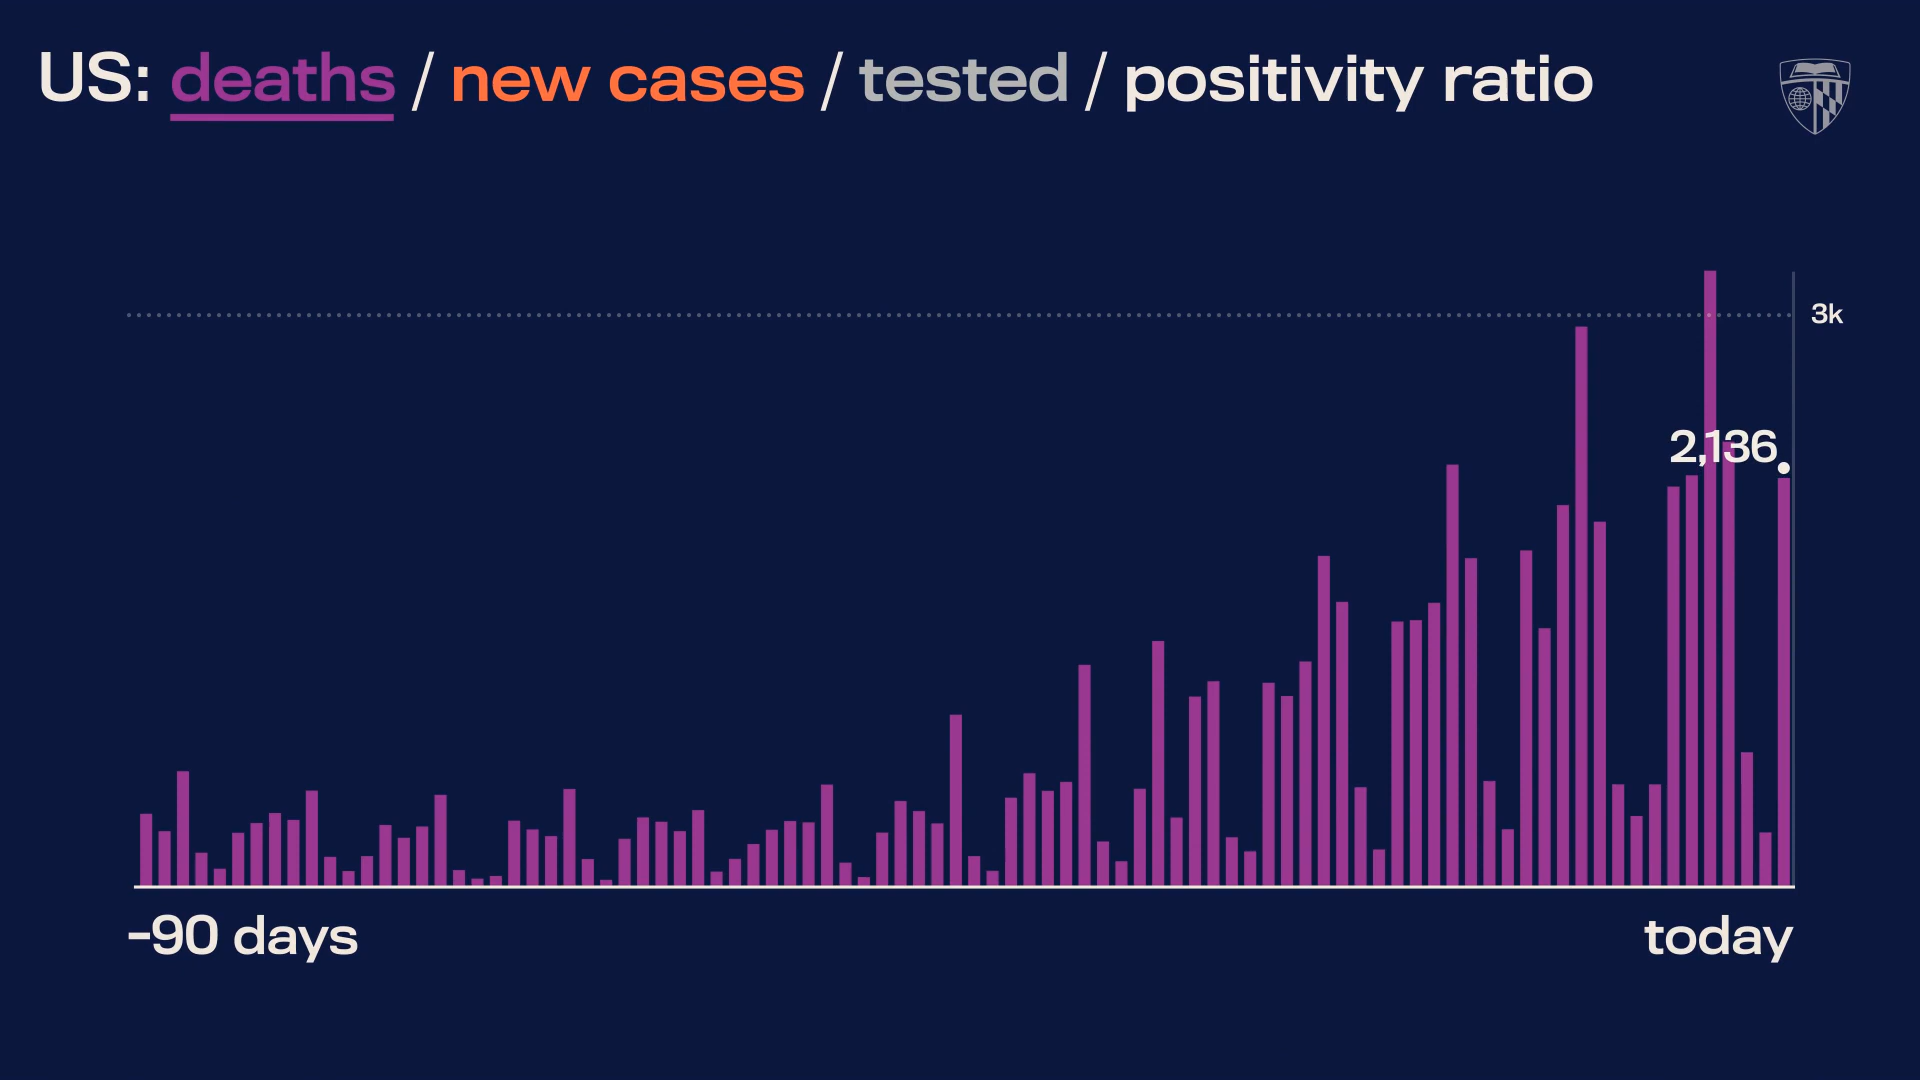 US: deaths / new cases / tested / positivity ratio
3k
2,136
-90 days
today